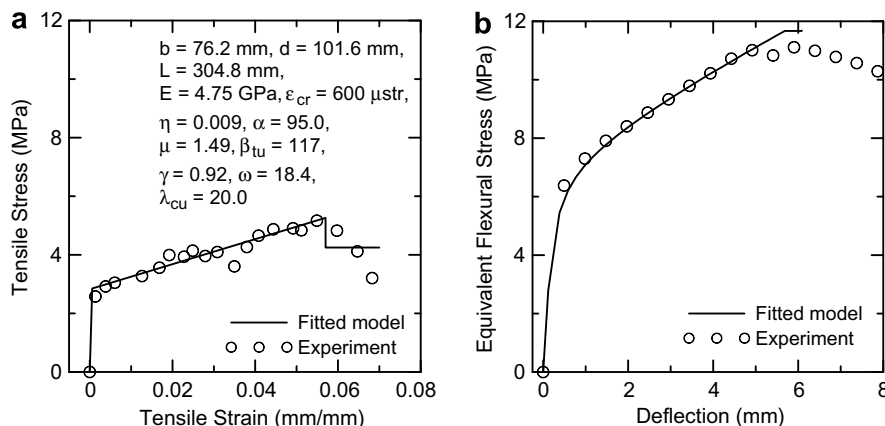 a
Tensile Stress (MPa)
12
8
4
0
b = 76.2 mm, d = 101.6 mm,
L = 304.8 mm,
E = 4.75 GPa, εcr = 600 μstr,
η = 0.009, α = 95.0,
μ = 1.49, βtu = 117,
γ = 0.92, ω = 18.4,
λcu = 20.0
Fitted model
Experiment
0 0.02 0.04 0.06 0.08
Tensile Strain (mm/mm)
b
Equivalent Flexural Stress (MPa)
12
8
4
0
Fitted model
Experiment
0 2 4 6 8
Deflection (mm)